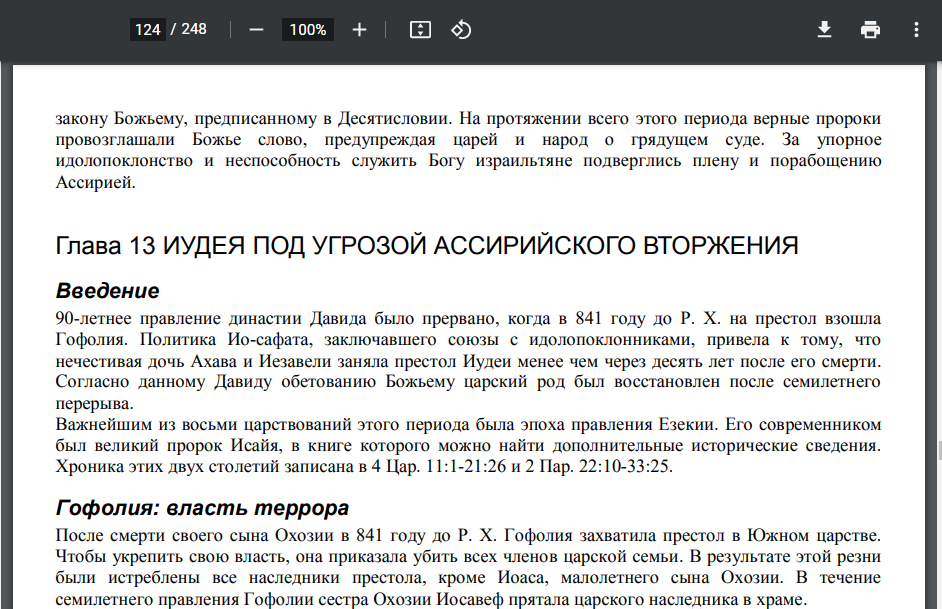 124 / 248
100%
закону Божьему, предписанному в Десятисловии. На протяжении всего этого периода верные пророки
провозглашали Божье слово, предупреждая царей и народ о грядущем суде. За упорное
идолопоклонство и неспособность служить Богу израильтяне подверглись плену и порабощению
Ассирией.
Глава 13 ИУДЕЯ ПОД УГРОЗОЙ АССИРИЙСКОГО ВТОРЖЕНИЯ
Введение
90-летнее правление династии Давида было прервано, когда в 841 году до Р. Х. на престол взошла
Гофолия. Политика Ио-сафата, заключавшего союзы с идолопоклонниками, привела к тому, что
нечестивая дочь Ахава и Иезавели заняла престол Иудеи менее чем через десять лет после его смерти.
Согласно данному Давиду обетованию Божьему царский род был восстановлен после семилетнего
перерыва.
Важнейшим из восьми царствований этого периода была эпоха правления Езекии. Его современником
был великий пророк Исайя, в книге которого можно найти дополнительные исторические сведения.
Хроника этих двух столетий записана в 4 Цар. 11:1-21:26 и 2 Пар. 22:10-33:25.
Гофолия: власть террора
После смерти своего сына Охозии в 841 году до Р. Х. Гофолия захватила престол в Южном царстве.
Чтобы укрепить свою власть, она приказала убить всех членов царской семьи. В результате этой резни
были истреблены все наследники престола, кроме Иоаса, малолетнего сына Охозии. В течение
семилетнего правления Гофолии сестра Охозии Иосавеф прятала царского наследника в храме.